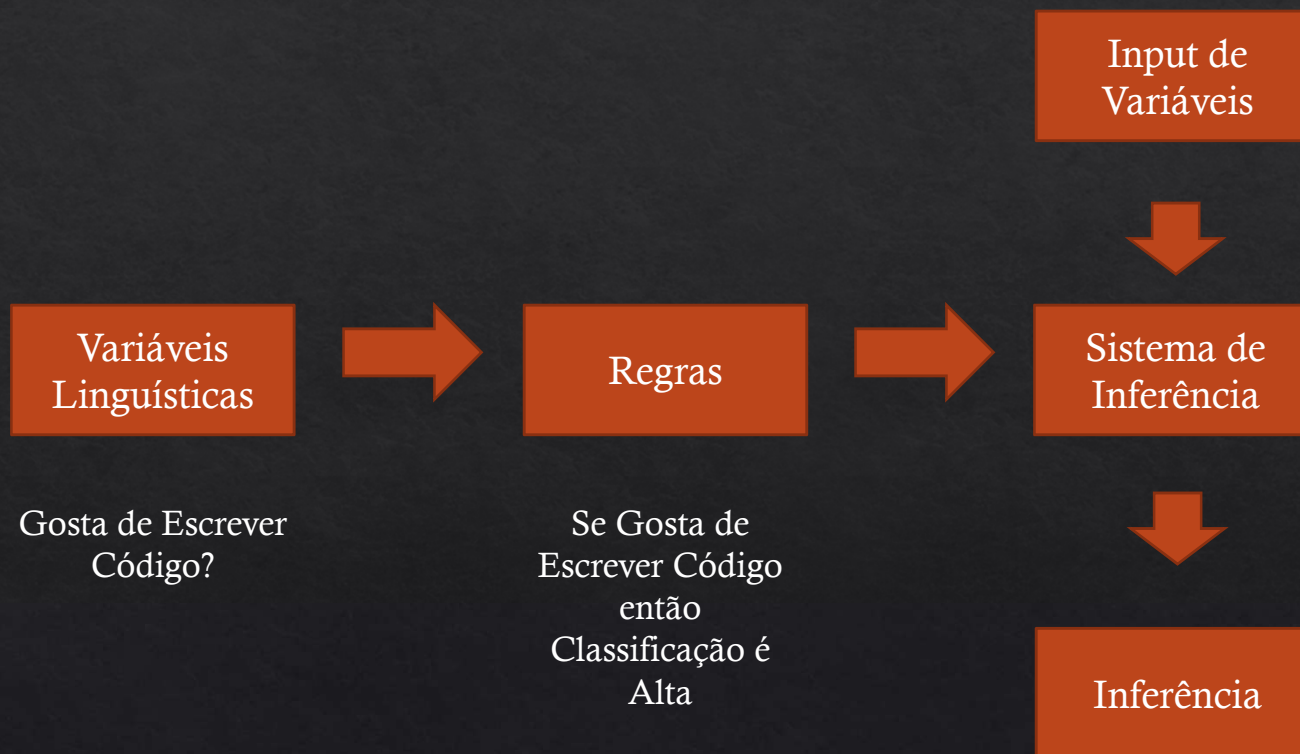 Input de
Variáveis
Variáveis
Linguísticas
Regras
Sistema de
Inferência
Gosta de Escrever
Código?
Se Gosta de
Escrever Código
então
Classificação é
Alta
Inferência